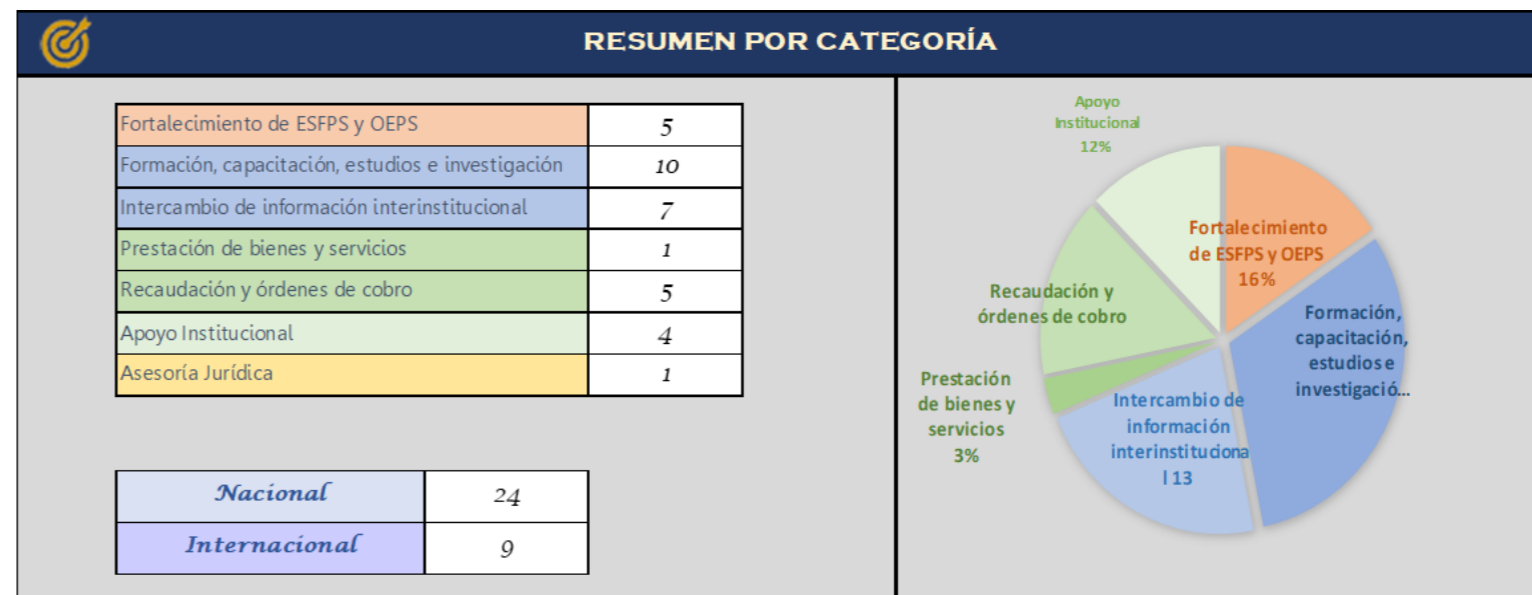 RESUMEN POR CATEGORÍA
Fortalecimiento de ESFPS y OEPS 5
Formación, capacitación, estudios e investigación 10
Intercambio de información interinstitucional 7
Prestación de bienes y servicios 1
Recaudación y órdenes de cobro 5
Apoyo Institucional 4
Asesoría Jurídica 1
Nacional 24
Internacional 9
Apoyo
Institucional
12%
Fortalecimiento
de ESFPS y OEPS
16%
Formación,
capacitación,
estudios e
investigació...
Intercambio de
información
interinstituciona
l 13
Prestación
de bienes y
servicios
3%
Recaudación y
órdenes de cobro